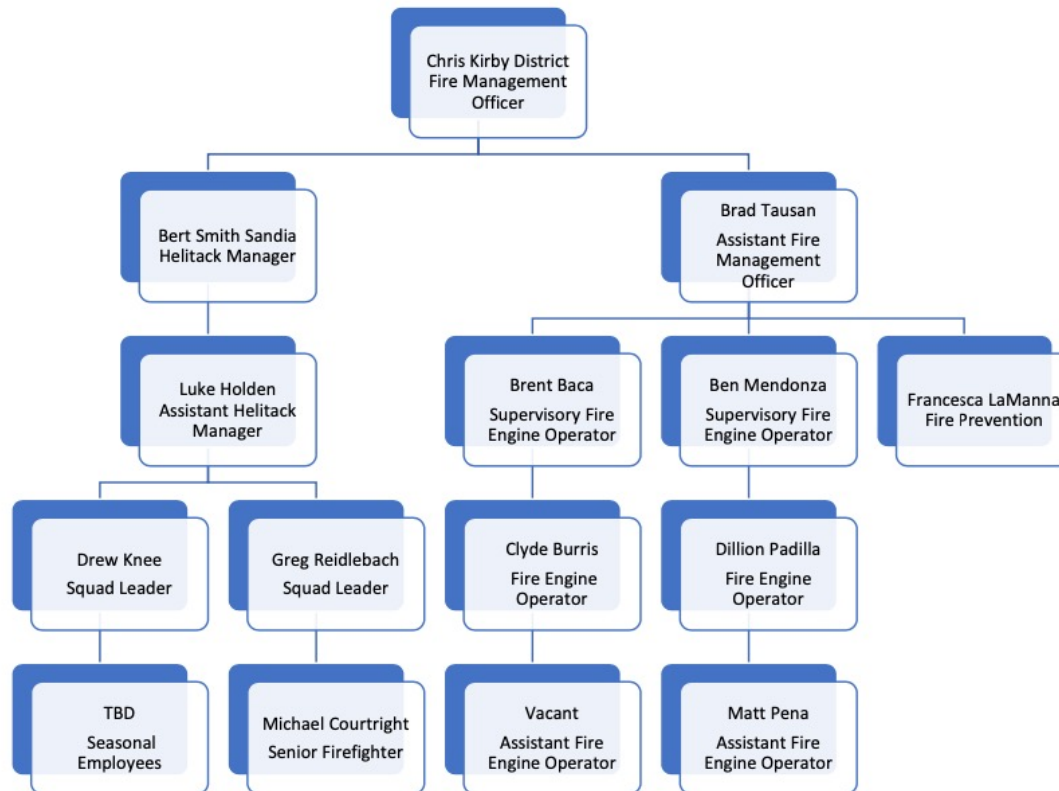 Chris Kirby District
Fire Management
Officer
Bert Smith Sandia
Helitack Manager
Brad Tausan
Assistant Fire
Management
Officer
Luke Holden
Assistant Helitack
Manager
Brent Baca
Supervisory Fire
Engine Operator
Ben Mendonza
Supervisory Fire
Engine Operator
Francesca LaManna
Fire Prevention
Drew Knee
Squad Leader
Greg Reidlebach
Squad Leader
Clyde Burris
Fire Engine
Operator
Dillion Padilla
Fire Engine
Operator
TBD
Seasonal
Employees
Michael Courtright
Senior Firefighter
Vacant
Assistant Fire
Engine Operator
Matt Pena
Assistant Fire
Engine Operator